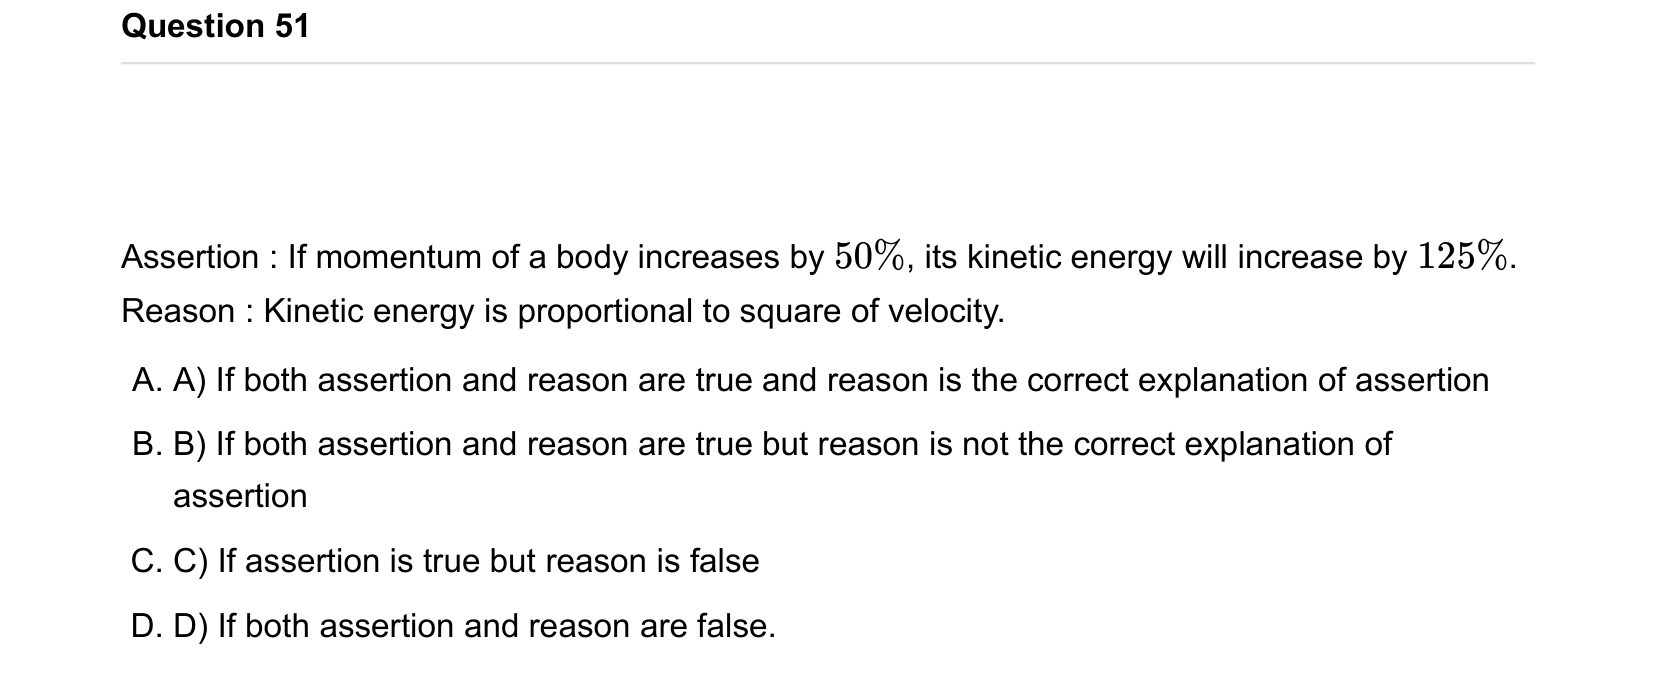 Question 51
Assertion : If momentum of a body increases by 50%, its kinetic energy will increase by 125%.
Reason : Kinetic energy is proportional to square of velocity.
A. A) If both assertion and reason are true and reason is the correct explanation of assertion
B. B) If both assertion and reason are true but reason is not the correct explanation of
assertion
C. C) If assertion is true but reason is false
D. D) If both assertion and reason are false.